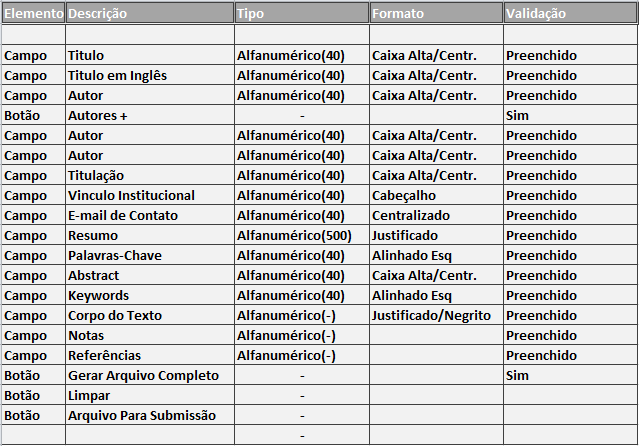 Elemento Descrição Tipo Formato Validação
Campo Titulo Alfanumérico(40) Caixa Alta/Centr. Preenchido
Campo Titulo em Inglês Alfanumérico(40) Caixa Alta/Centr. Preenchido
Campo Autor Alfanumérico(40) Caixa Alta/Centr. Preenchido
Botão Autores + - Sim
Campo Autor Alfanumérico(40) Caixa Alta/Centr. Preenchido
Campo Autor Alfanumérico(40) Caixa Alta/Centr. Preenchido
Campo Titulação Alfanumérico(40) Caixa Alta/Centr. Preenchido
Campo Vinculo Institucional Alfanumérico(40) Cabeçalho Preenchido
Campo E-mail de Contato Alfanumérico(40) Centralizado Preenchido
Campo Resumo Alfanumérico(500) Justificado Preenchido
Campo Palavras-Chave Alfanumérico(40) Alinhado Esq Preenchido
Campo Abstract Alfanumérico(40) Caixa Alta/Centr. Preenchido
Campo Keywords Alfanumérico(40) Alinhado Esq Preenchido
Campo Corpo do Texto Alfanumérico(-) Justificado/Negrito Preenchido
Campo Notas Alfanumérico(-) Preenchido
Campo Referências Alfanumérico(-) Preenchido
Botão Gerar Arquivo Completo - Sim
Botão Limpar -
Botão Arquivo Para Submissão -
-